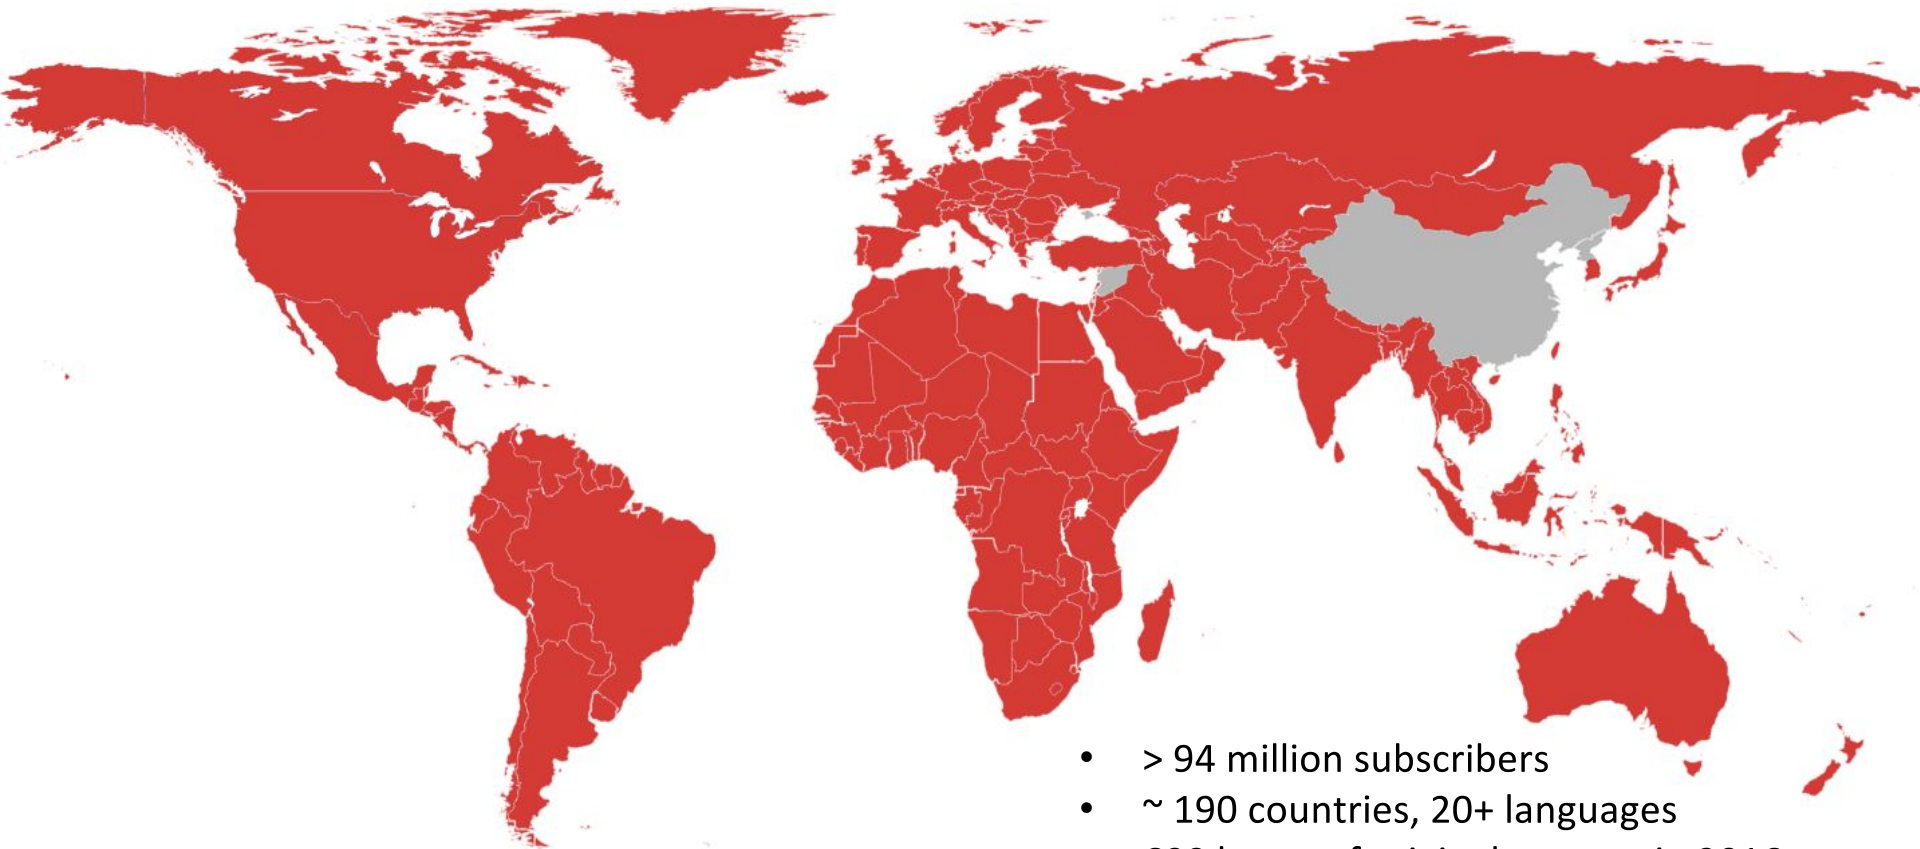 • > 94 million subscribers
• ~ 190 countries, 20+ languages